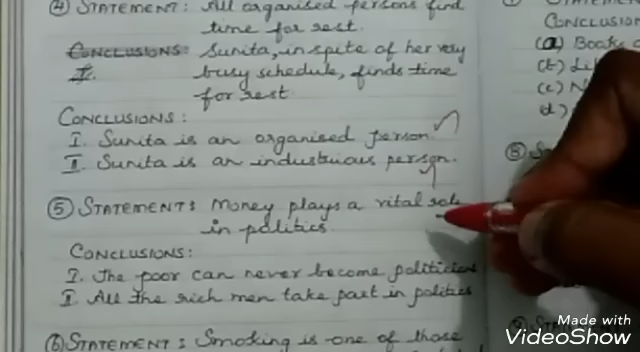 ④ STATEMENT: All organised persons find
time for rest.
CONCLUSIONS: Sunita, in spite of her very
I. busy schedule, finds time
for rest
CONCLUSIONS:
I. Sunita is an organised person.
II. Sunita is an industrious person.
⑤ STATEMENT: Money plays a vital role
in politics.
CONCLUSIONS:
I. The poor can never become politicians
II. All the rich men take part in politics
⑥ STATEMENT: Smoking is one of those
CONCLUSION
(a) Books
(b)
(c)
d)
⑤
Made with
VideoShow